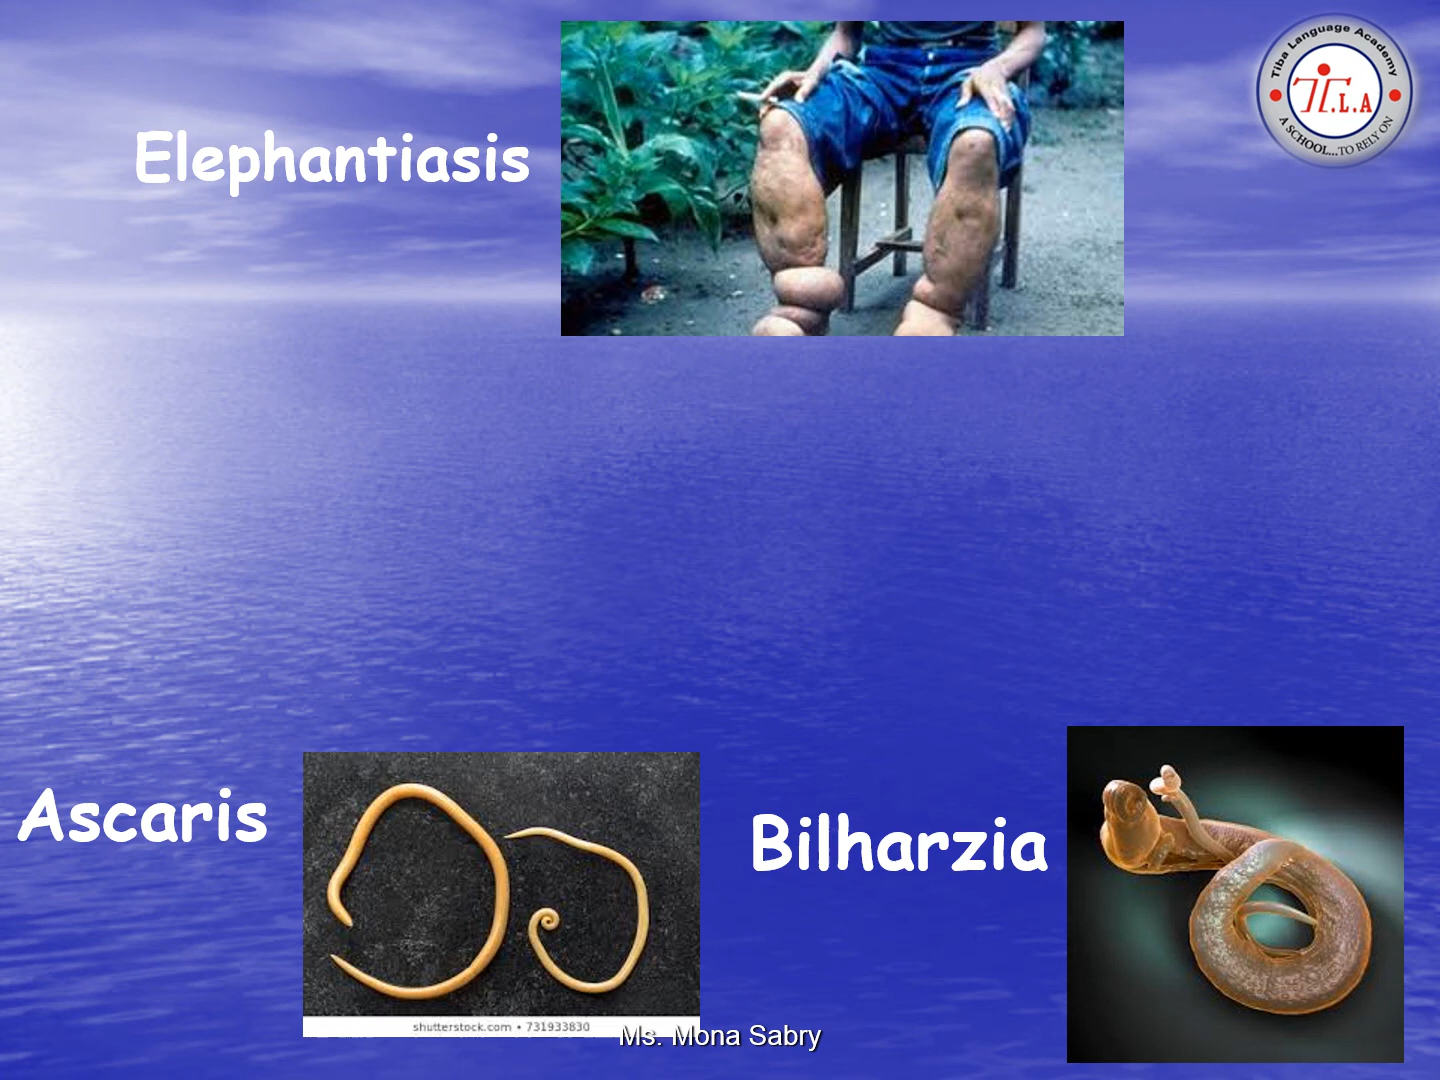 Tiba Language Academy
T.L.A
A SCHOOL...TO RELY ON
Elephantiasis
Ascaris
Bilharzia
shutterstock.com • 731933830
Ms. Mona Sabry